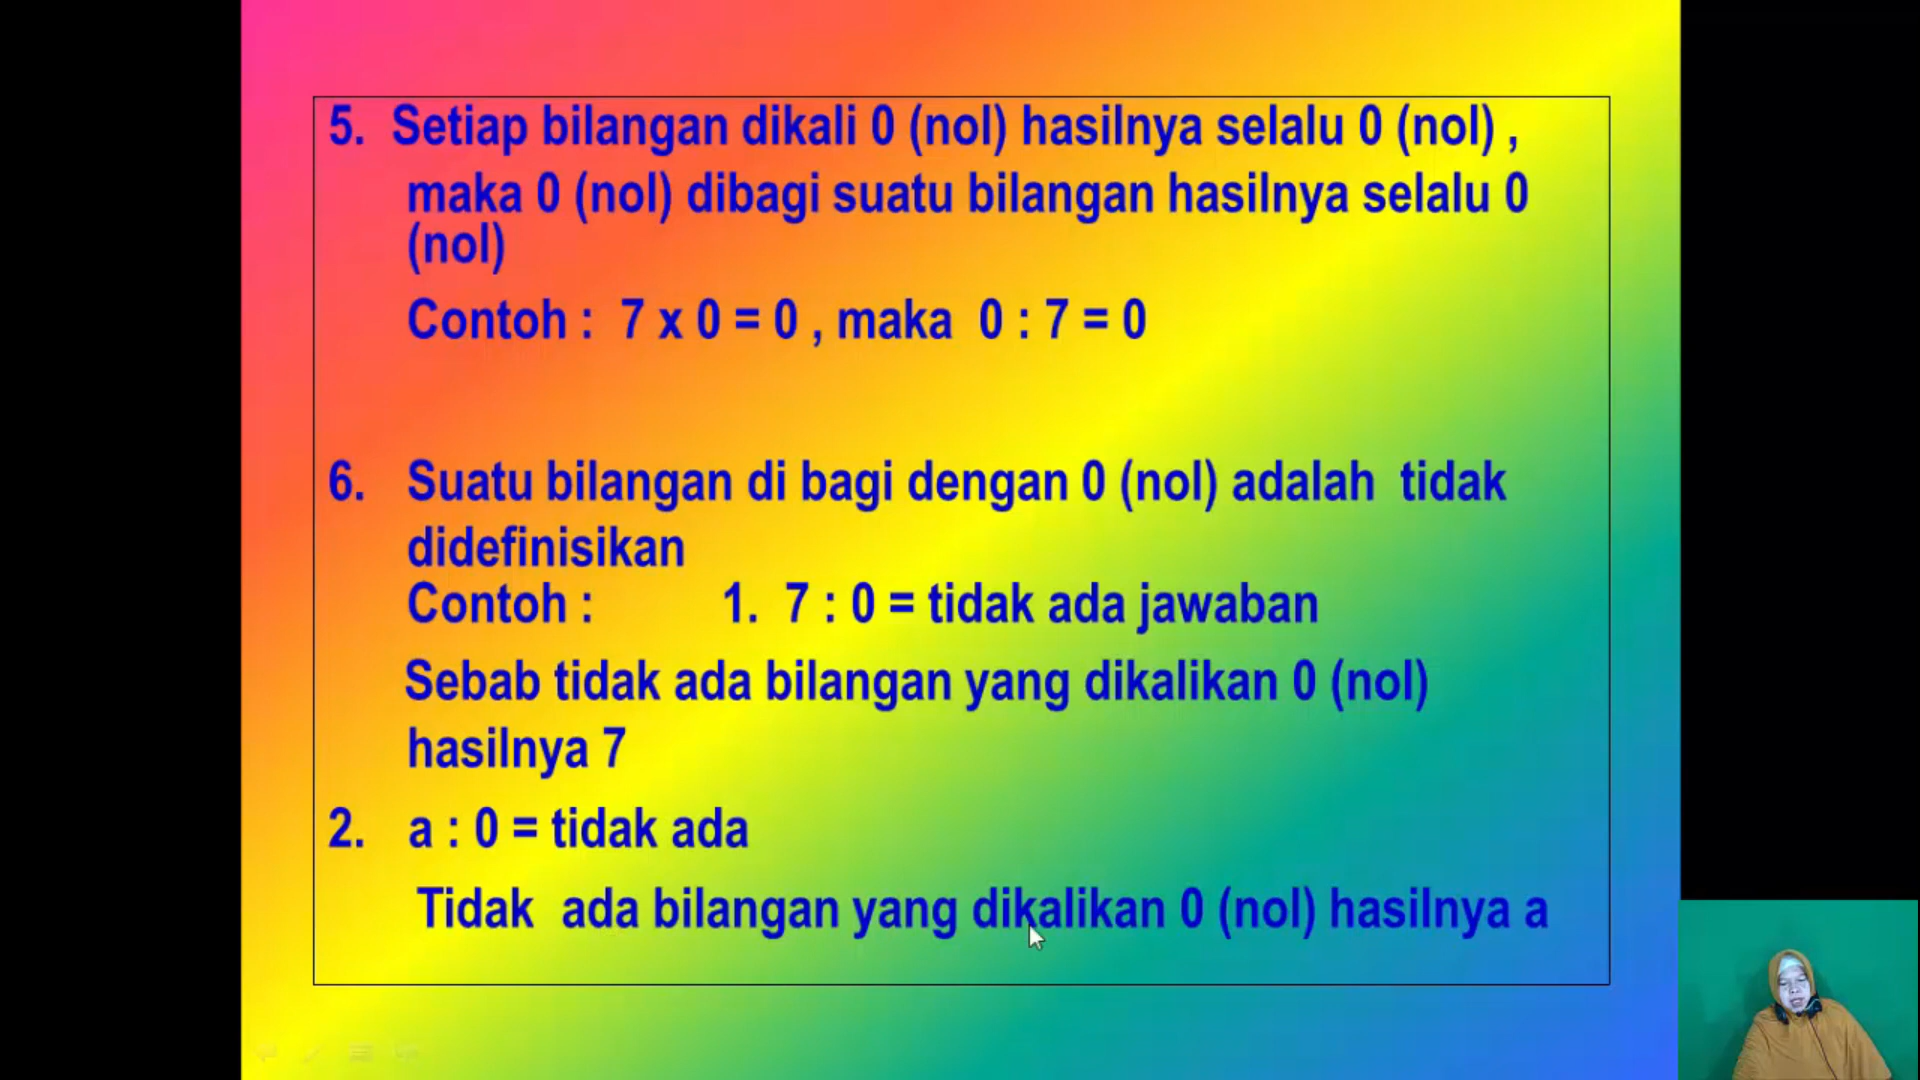 5. Setiap bilangan dikali 0 (nol) hasilnya selalu 0 (nol) ,
maka 0 (nol) dibagi suatu bilangan hasilnya selalu 0
(nol)
Contoh : 7 x 0 = 0 , maka 0 : 7 = 0
6. Suatu bilangan di bagi dengan 0 (nol) adalah tidak
didefinisikan
Contoh : 1. 7 : 0 = tidak ada jawaban
Sebab tidak ada bilangan yang dikalikan 0 (nol)
hasilnya 7
2. a : 0 = tidak ada
Tidak ada bilangan yang dikalikan 0 (nol) hasilnya a